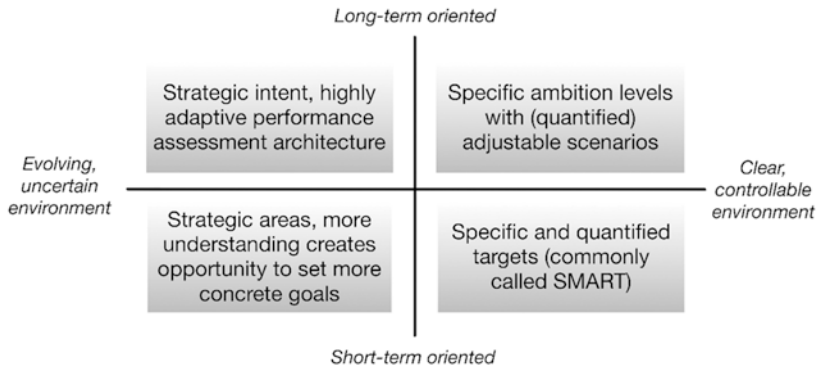 Long-term oriented
Strategic intent, highly
adaptive performance
assessment architecture
Specific ambition levels
with (quantified)
adjustable scenarios
Evolving,
uncertain
environment
Clear,
controllable
environment
Strategic areas, more
understanding creates
opportunity to set more
concrete goals
Specific and quantified
targets (commonly
called SMART)
Short-term oriented